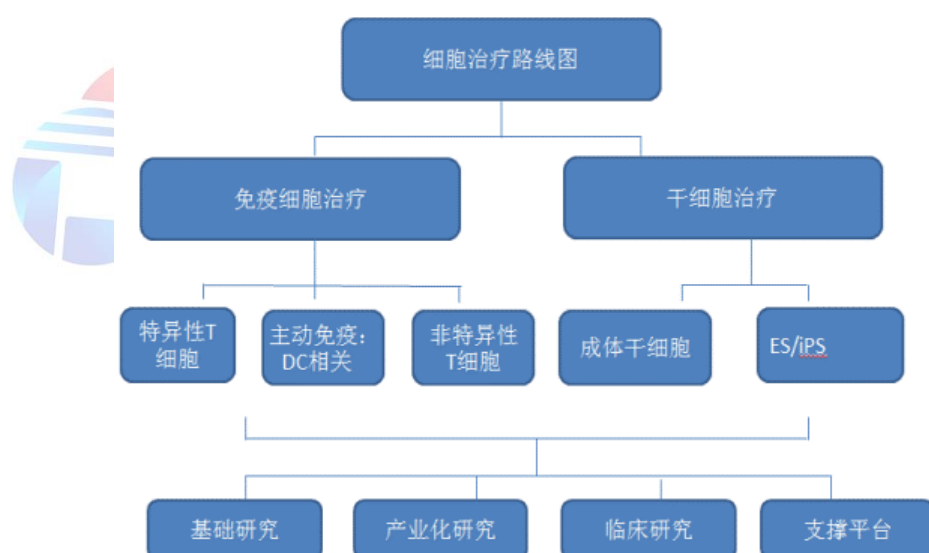 细胞治疗路线图
免疫细胞治疗
干细胞治疗
特异性T
细胞
主动免疫：
DC相关
非特异性
T细胞
成体干细胞
ES/iPS
基础研究
产业化研究
临床研究
支撑平台